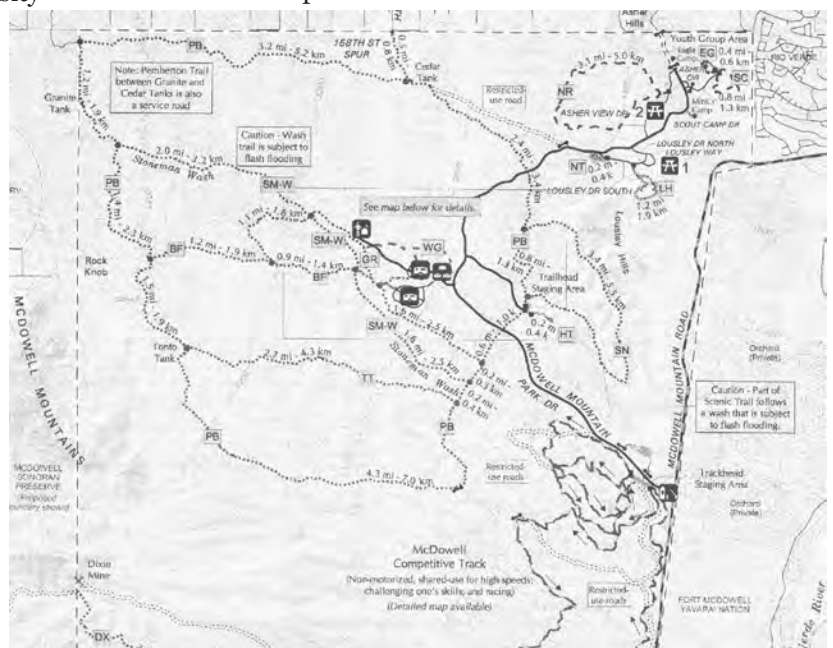 PB
3.2 mi - 5.2 km
168TH ST
SPUR
Cedar
Tank
Note: Pemberton Trail
between Granite and
Cedar Tanks is also
a service road
Granite
Tank
Restricted-
use road
3.1 mi - 5.0 km
NR
ASHER VIEW DR
Asher
Hills
Youth Group Area
EG
0.4 mi
0.6 km
SC
0.8 mi
1.3 km
SCOUT CAMP DR
RIO VERDE
2
LOUSLEY DR NORTH
LOUSLEY WAY
1
NT
LOUSLEY DR SOUTH
LH
1.2 mi
1.9 km
Lousley Hills
2.0 mi - 3.2 km
Stoneman Wash
Caution - Wash
trail is subject to
flash flooding
SM-W
See map below for details.
PB
SM-W
GR
WG
Rock
Knob
BF
1.2 mi - 1.9 km
0.9 mi - 1.4 km
BF
PB
Trailhead
Staging Area
HT
SN
SM-W
Stoneman Wash
Tonto
Tank
2.7 mi - 4.3 km
TT
0.2 mi -
0.3 km
0.2 mi -
0.4 km
PB
PB
4.3 mi - 7.0 km
MCDOWELL MOUNTAINS
MCDOWELL MOUNTAIN
PARK DR
MCDOWELL MOUNTAIN ROAD
Orchard
(Private)
Caution - Part of
Scenic Trail follows
a wash that is subject
to flash flooding.
Restricted-
use roads
Trackhead
Staging Area
Orchard
(Private)
MCDOWELL
SONORAN
PRESERVE
(Proposed
boundary shown)
McDowell
Competitive Track
(Non-motorized, shared-use for high speeds;
challenging one's skills; and racing)
(Detailed map available)
Restricted-
use roads
Dixie
Mine
DX
FORT MCDOWELL
YAVAPAI NATION
Verde River